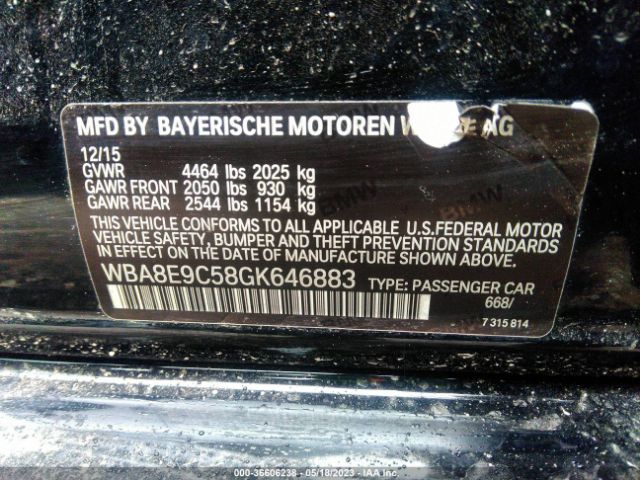 MFD BY BAYERISCHE MOTOREN W KE AG
12/15
GVWR 4464 lbs 2025 kg
GAWR FRONT 2050 lbs 930 kg
GAWR REAR 2544 lbs 1154 kg
THIS VEHICLE CONFORMS TO ALL APPLICABLE U.S.FEDERAL MOTOR
VEHICLE SAFETY, BUMPER AND THEFT PREVENTION STANDARDS
IN EFFECT ON THE DATE OF MANUFACTURE SHOWN ABOVE.
WBA8E9C58GK646883 TYPE: PASSENGER CAR
668/
7 315 814
000-36606238 - 05/18/2023 - IAA Inc.